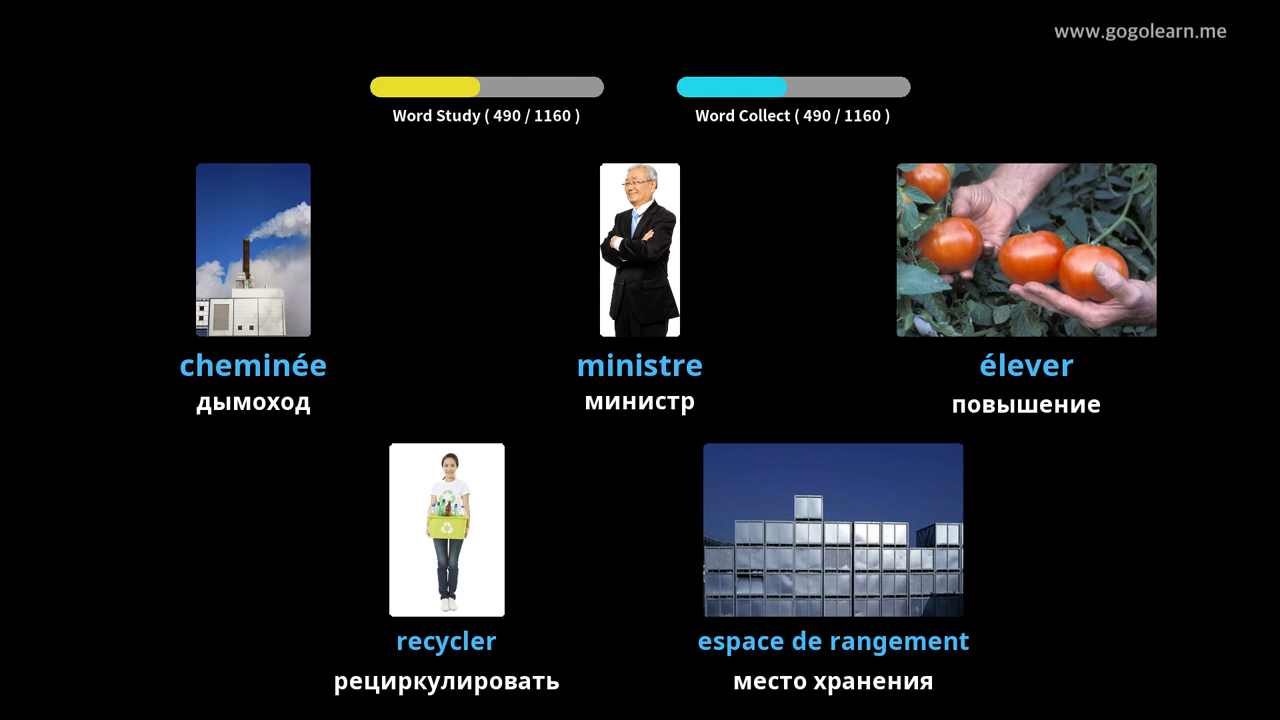 www.gogolearn.me
Word Study ( 490 / 1160 )
Word Collect ( 490 / 1160 )
cheminée
дымоход
ministre
министр
élever
повышение
recycler
рециркулировать
espace de rangement
место хранения